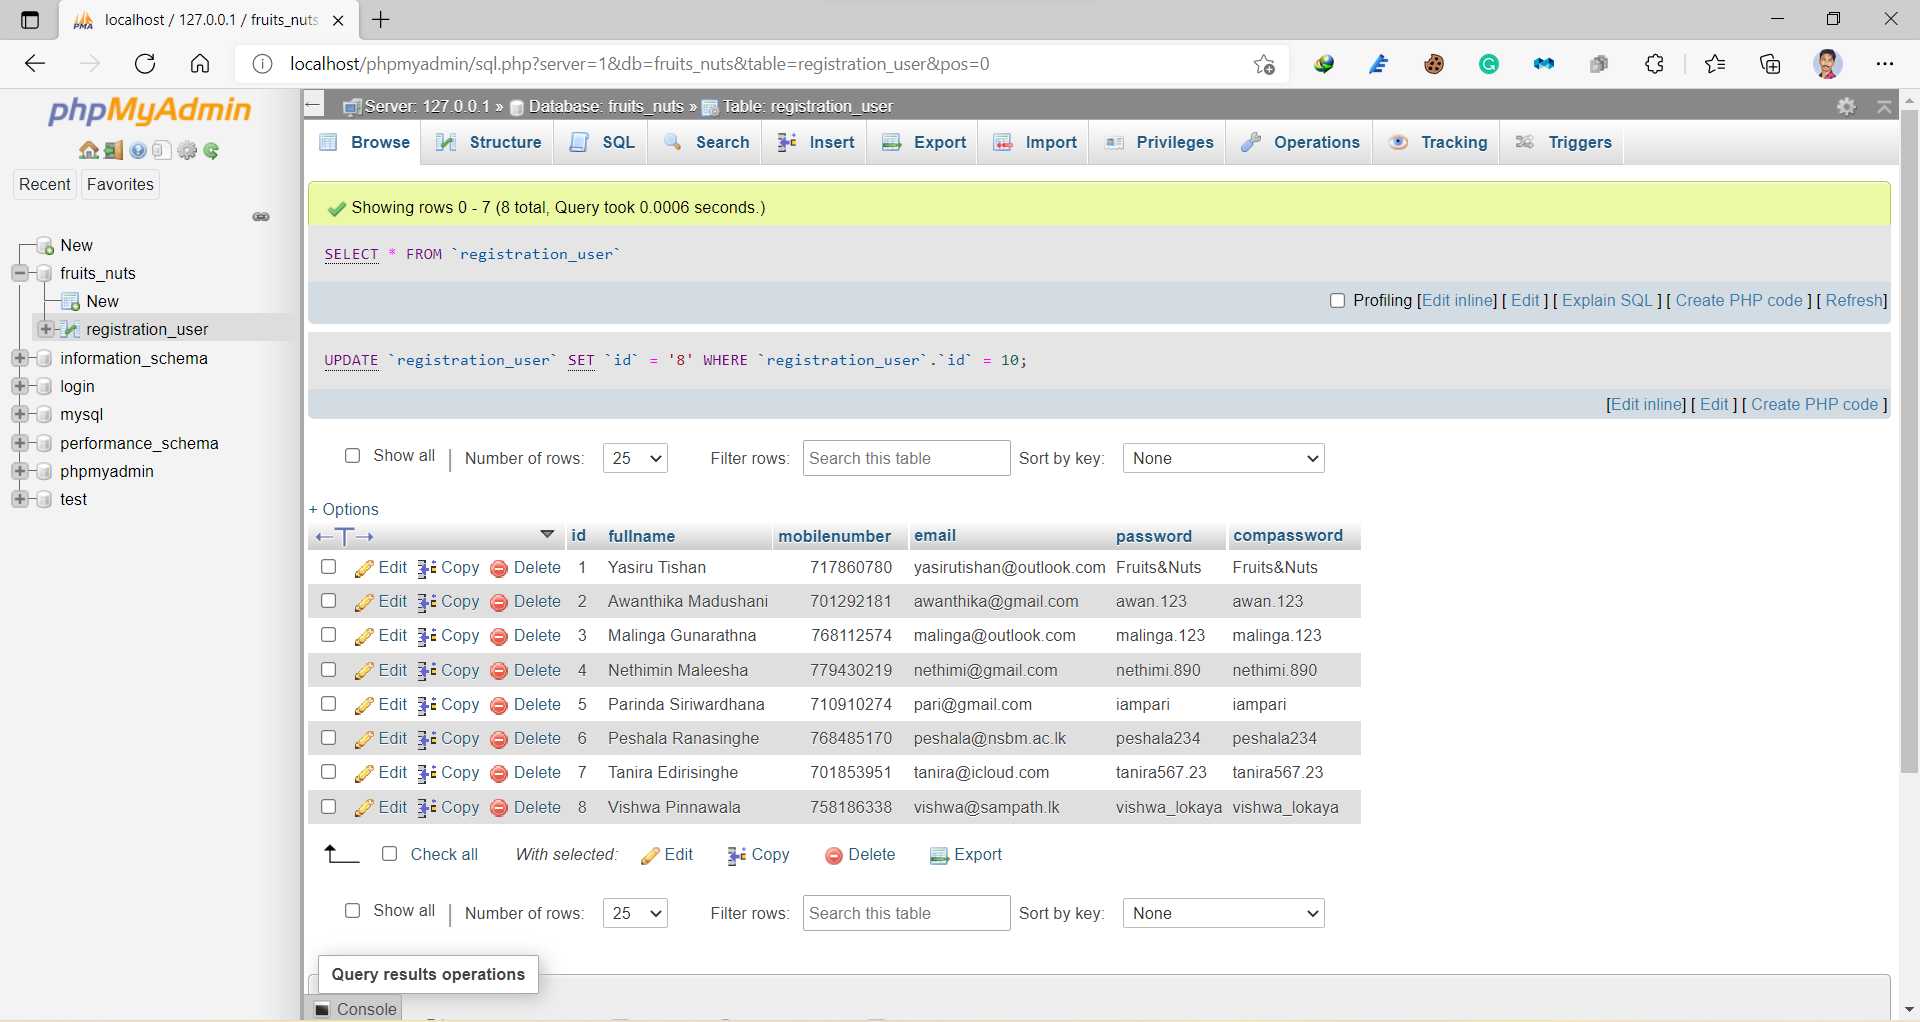 localhost / 127.0.0.1 / fruits_nuts
localhost/phpmyadmin/sql.php?server=1&db=fruits_nuts&table=registration_user&pos=0
phpMyAdmin
Recent Favorites
New
fruits_nuts
New
registration_user
information_schema
login
mysql
performance_schema
phpmyadmin
test
Server: 127.0.0.1 » Database: fruits_nuts » Table: registration_user
Browse Structure SQL Search Insert Export Import Privileges Operations Tracking Triggers
Showing rows 0 - 7 (8 total, Query took 0.0006 seconds.)
SELECT * FROM `registration_user`
Profiling [Edit inline] [ Edit ] [ Explain SQL ] [ Create PHP code ] [ Refresh]
UPDATE `registration_user` SET `id` = '8' WHERE `registration_user`.`id` = 10;
[Edit inline] [ Edit ] [ Create PHP code ]
Show all | Number of rows: 25 Filter rows: Search this table Sort by key: None
+ Options
←T→ id fullname mobilenumber email password compassword
Edit Copy Delete 1 Yasiru Tishan 717860780 yasirutishan@outlook.com Fruits&Nuts Fruits&Nuts
Edit Copy Delete 2 Awanthika Madushani 701292181 awanthika@gmail.com awan.123 awan.123
Edit Copy Delete 3 Malinga Gunarathna 768112574 malinga@outlook.com malinga.123 malinga.123
Edit Copy Delete 4 Nethimin Maleesha 779430219 nethimi@gmail.com nethimi.890 nethimi.890
Edit Copy Delete 5 Parinda Siriwardhana 710910274 pari@gmail.com iampari iampari
Edit Copy Delete 6 Peshala Ranasinghe 768485170 peshala@nsbm.ac.lk peshala234 peshala234
Edit Copy Delete 7 Tanira Edirisinghe 701853951 tanira@icloud.com tanira567.23 tanira567.23
Edit Copy Delete 8 Vishwa Pinnawala 758186338 vishwa@sampath.lk vishwa_lokaya vishwa_lokaya
Check all With selected: Edit Copy Delete Export
Show all | Number of rows: 25 Filter rows: Search this table Sort by key: None
Query results operations
Console